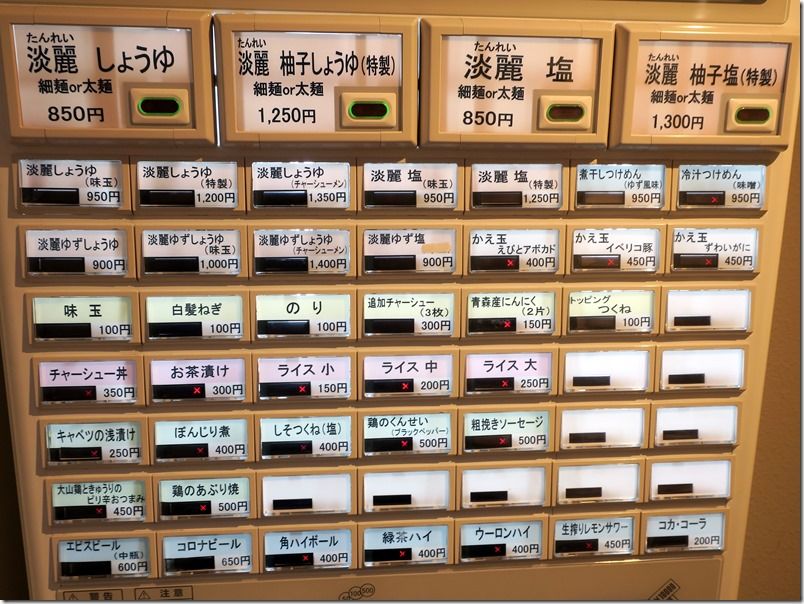 たんれい
淡麗 しょうゆ
細麺or太麺
850円
たんれい
淡麗 柚子しょうゆ(特製)
細麺or太麺
1,250円
たんれい
淡麗 塩
細麺or太麺
850円
たんれい
淡麗 柚子塩(特製)
細麺or太麺
1,300円
淡麗しょうゆ
(味玉)
950円
淡麗しょうゆ
(特製)
1,200円
淡麗しょうゆ
(チャーシューメン)
1,350円
淡麗 塩
(味玉)
950円
淡麗 塩
(特製)
1,250円
煮干しつけめん
(ゆず風味)
950円
冷汁つけめん
(味噌)
950円
淡麗ゆずしょうゆ
900円
淡麗ゆずしょうゆ
(味玉)
1,000円
淡麗ゆずしょうゆ
(チャーシューメン)
1,400円
淡麗ゆず塩
900円
かえ玉
えびとアボカド
400円
かえ玉
イベリコ豚
450円
かえ玉
ずわいがに
450円
味 玉
100円
白髪ねぎ
100円
の り
100円
追加チャーシュー
(3枚)
300円
青森産にんにく
(2片)
150円
トッピング
つくね
100円
チャーシュー丼
350円
お茶漬け
300円
ライス 小
150円
ライス 中
200円
ライス 大
250円
キャベツの浅漬け
250円
ぼんじり煮
400円
しそつくね(塩)
400円
鶏のくんせい
(ブラックペッパー)
500円
粗挽きソーセージ
500円
大山鶏ときゅうりの
ピリ辛おつまみ
450円
鶏のあぶり焼
500円
エビスビール
(中瓶)
600円
コロナビール
650円
角ハイボール
400円
緑茶ハイ
400円
ウーロンハイ
400円
生搾りレモンサワー
450円
コカ・コーラ
200円
警告
注意